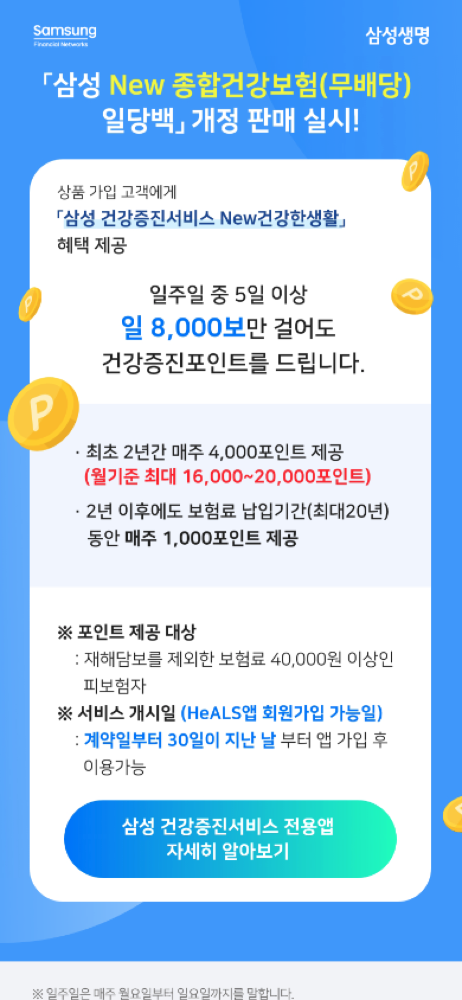 Samsung
Financial Networks
삼성생명
「삼성 New 종합건강보험(무배당)
일당백」 개정 판매 실시!
상품 가입 고객에게
「삼성 건강증진서비스 New건강한생활」
혜택 제공
일주일 중 5일 이상
일 8,000보만 걸어도
건강증진포인트를 드립니다.
· 최초 2년간 매주 4,000포인트 제공
(월기준 최대 16,000~20,000포인트)
· 2년 이후에도 보험료 납입기간(최대20년)
동안 매주 1,000포인트 제공
※ 포인트 제공 대상
: 재해담보를 제외한 보험료 40,000원 이상인
피보험자
※ 서비스 개시일 (HeALS앱 회원가입 가능일)
: 계약일부터 30일이 지난 날 부터 앱 가입 후
이용가능
삼성 건강증진서비스 전용앱
자세히 알아보기
※ 일주일은 매주 월요일부터 일요일까지를 말합니다.
P
P
P
P